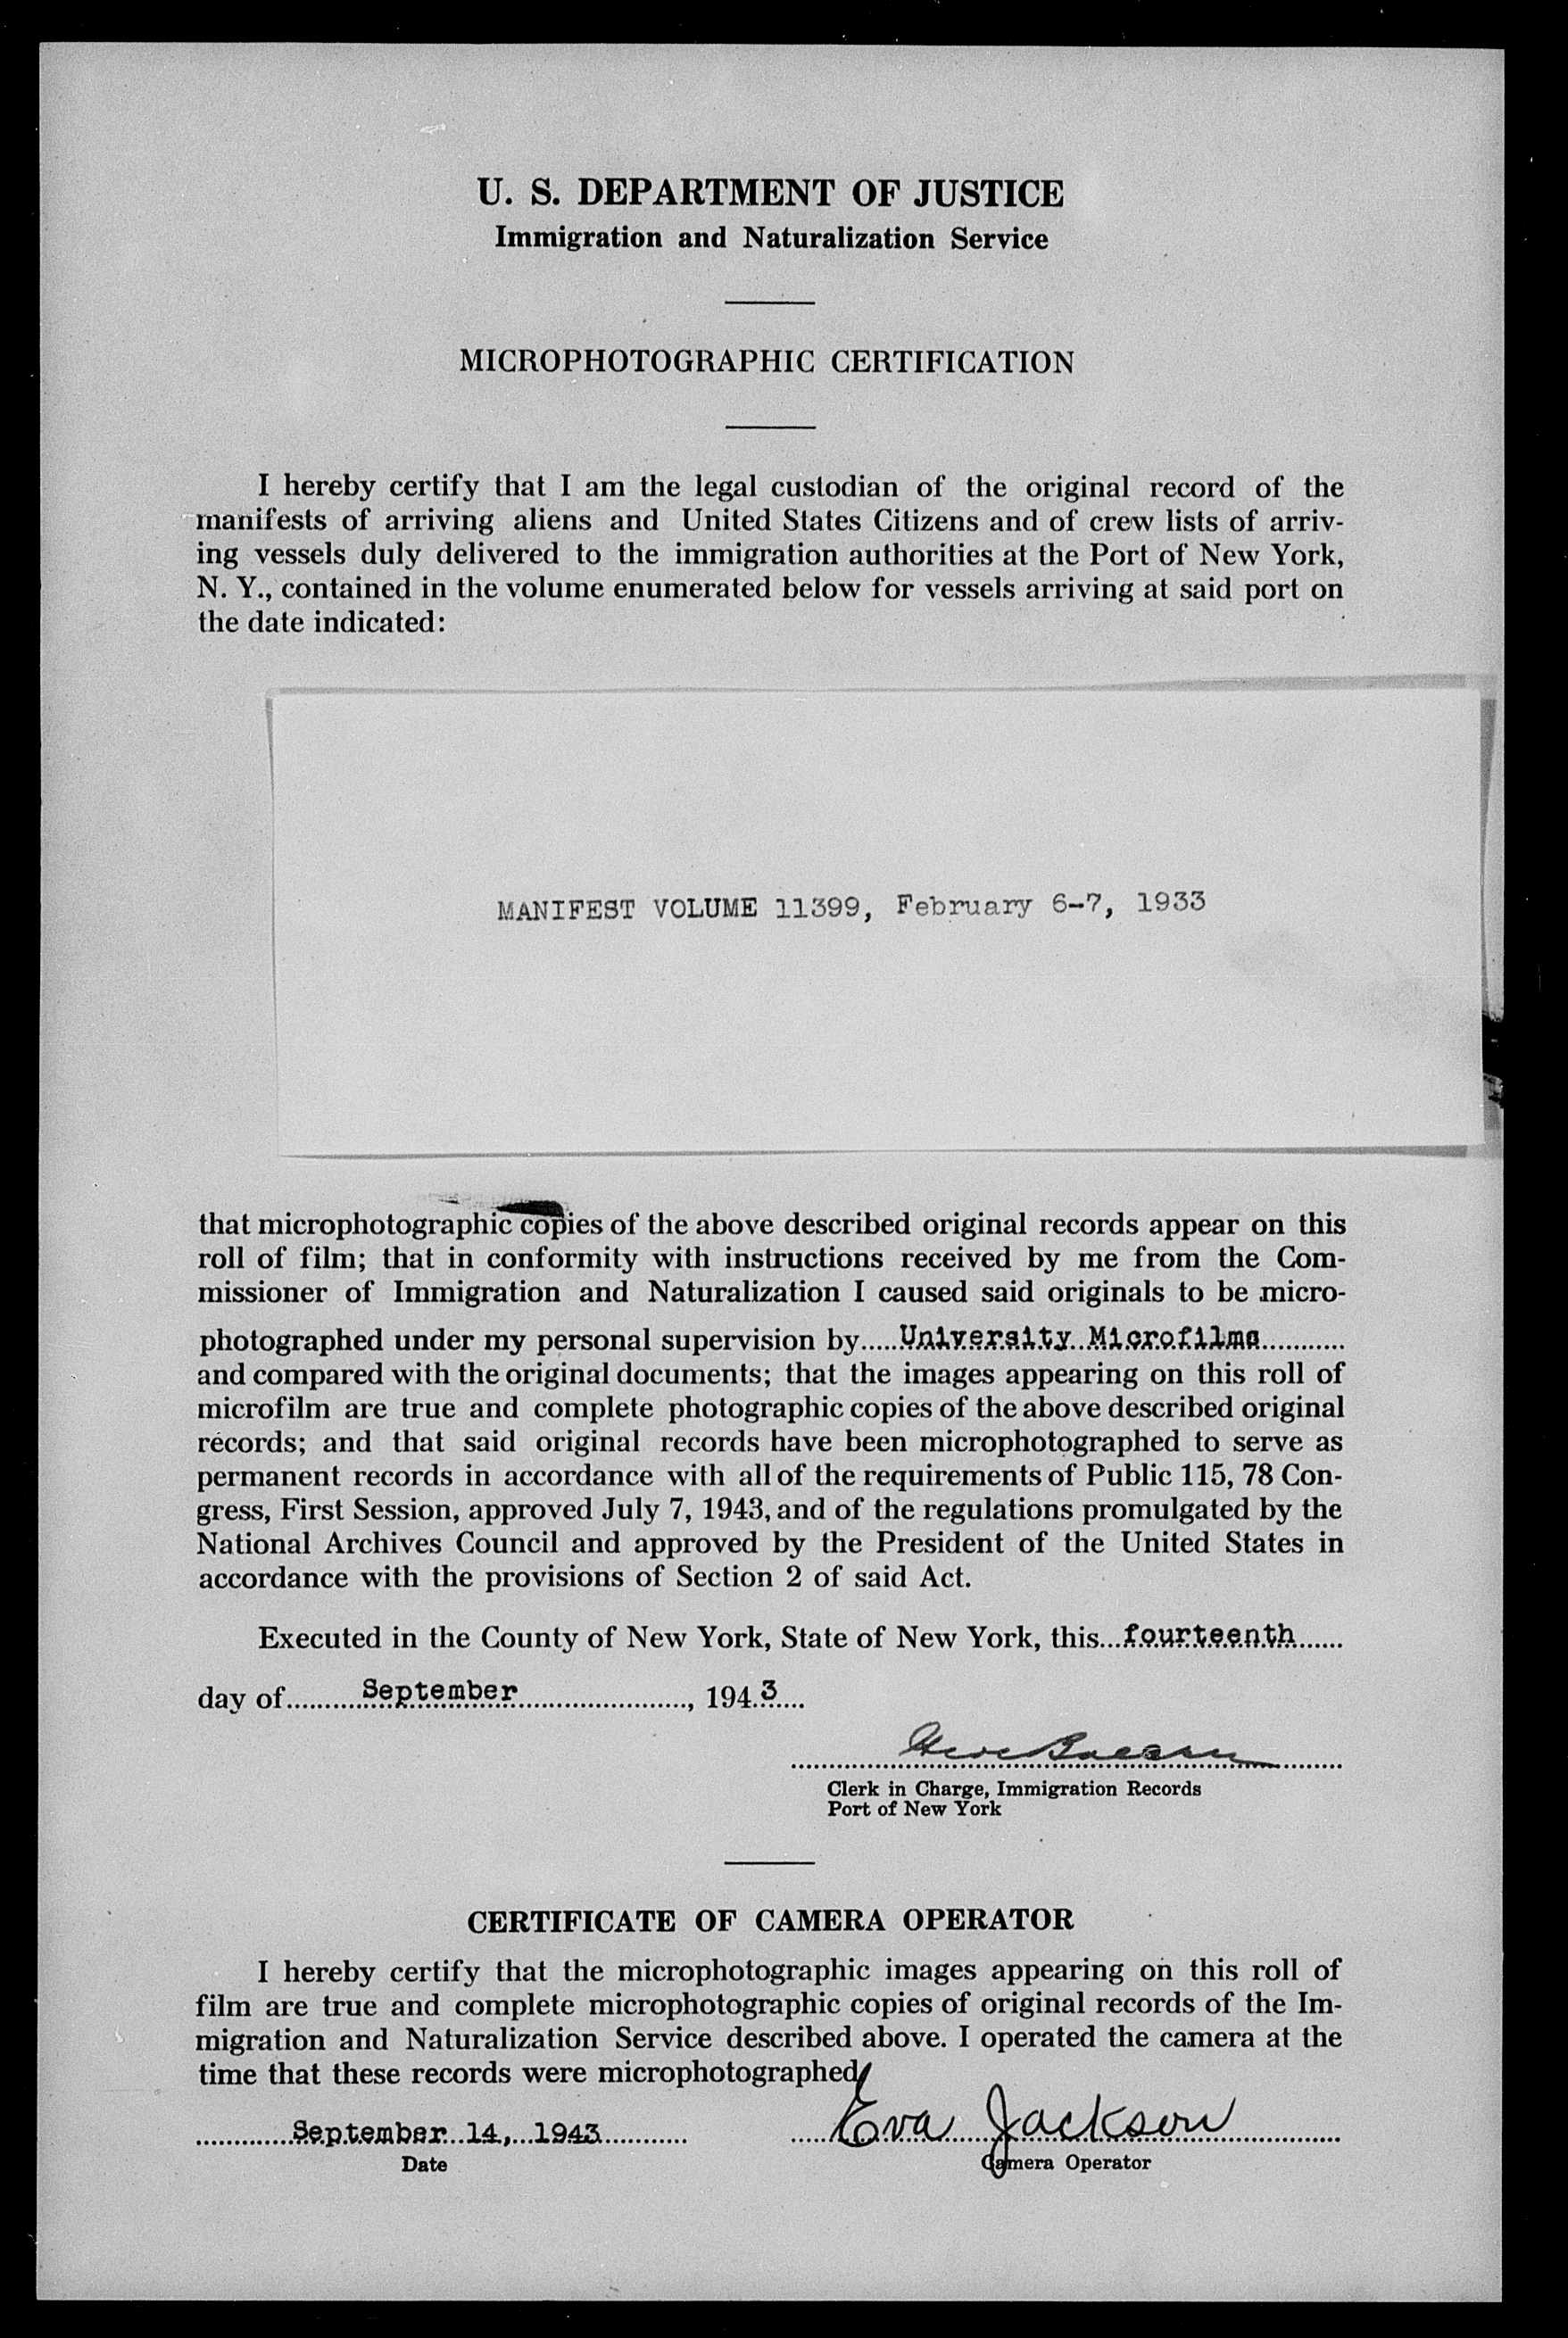 U. S. DEPARTMENT OF JUSTICE
Immigration and Naturalization Service
MICROPHOTOGRAPHIC CERTIFICATION
I hereby certify that I am the legal custodian of the original record of the
manifests of arriving aliens and United States Citizens and of crew lists of arriv-
ing vessels duly delivered to the immigration authorities at the Port of New York,
N. Y., contained in the volume enumerated below for vessels arriving at said port on
the date indicated:
MANIFEST VOLUME 11399, February 6-7, 1933
that microphotographic copies of the above described original records appear on this
roll of film; that in conformity with instructions received by me from the Com-
missioner of Immigration and Naturalization I caused said originals to be micro-
photographed under my personal supervision by.....University Microfilms...........
and compared with the original documents; that the images appearing on this roll of
microfilm are true and complete photographic copies of the above described original
records; and that said original records have been microphotographed to serve as
permanent records in accordance with all of the requirements of Public 115, 78 Con-
gress, First Session, approved July 7, 1943, and of the regulations promulgated by the
National Archives Council and approved by the President of the United States in
accordance with the provisions of Section 2 of said Act.
Executed in the County of New York, State of New York, this...fourteenth......
day of..........September......................, 194.3....
Clerk in Charge, Immigration Records
Port of New York
CERTIFICATE OF CAMERA OPERATOR
I hereby certify that the microphotographic images appearing on this roll of
film are true and complete microphotographic copies of original records of the Im-
migration and Naturalization Service described above. I operated the camera at the
time that these records were microphotographed
September 14, 1943
Eva Jackson
Date
Camera Operator